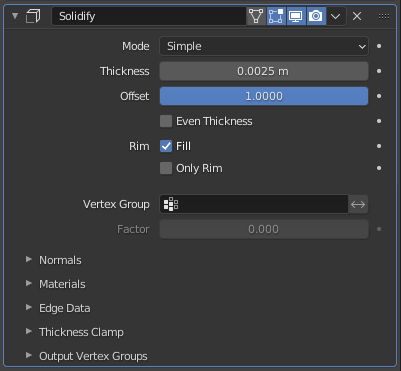 Solidify
Mode Simple
Thickness 0.0025 m
Offset 1.0000
Even Thickness
Rim Fill
Only Rim
Vertex Group
Factor 0.000
Normals
Materials
Edge Data
Thickness Clamp
Output Vertex Groups